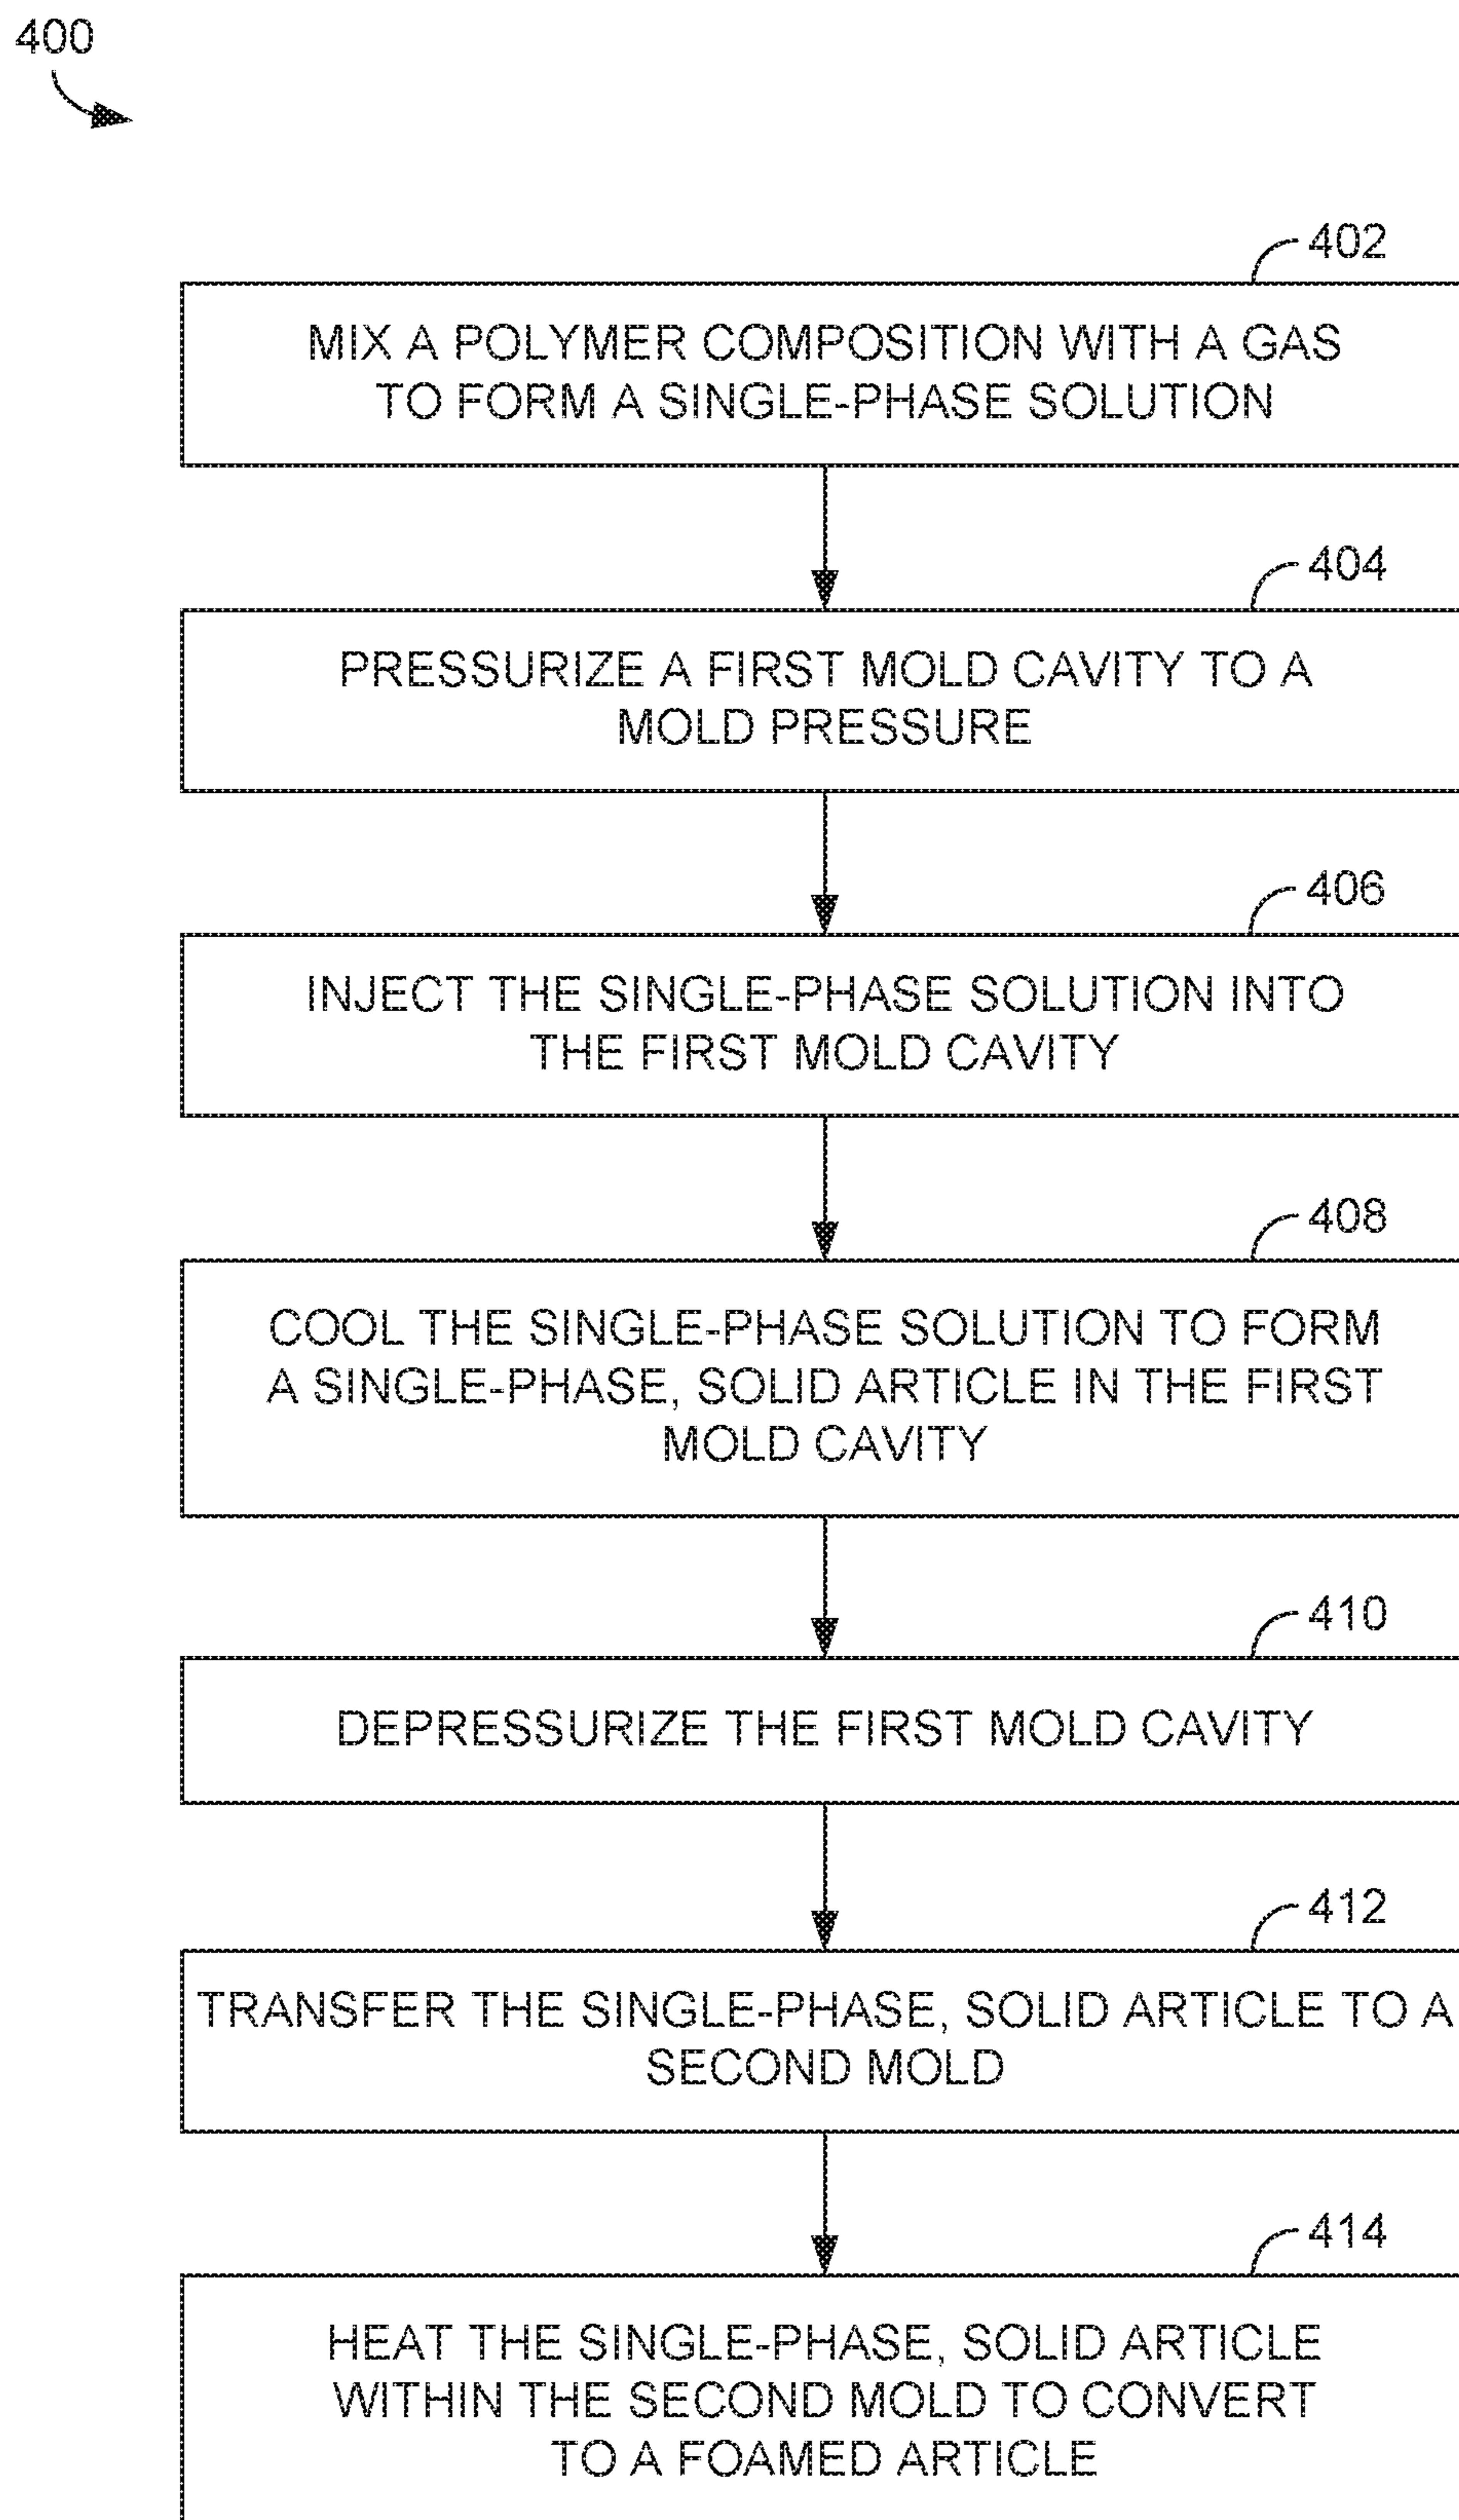 400
402
MIX A POLYMER COMPOSITION WITH A GAS
TO FORM A SINGLE-PHASE SOLUTION
404
PRESSURIZE A FIRST MOLD CAVITY TO A
MOLD PRESSURE
406
INJECT THE SINGLE-PHASE SOLUTION INTO
THE FIRST MOLD CAVITY
408
COOL THE SINGLE-PHASE SOLUTION TO FORM
A SINGLE-PHASE, SOLID ARTICLE IN THE FIRST
MOLD CAVITY
410
DEPRESSURIZE THE FIRST MOLD CAVITY
412
TRANSFER THE SINGLE-PHASE, SOLID ARTICLE TO A
SECOND MOLD
414
HEAT THE SINGLE-PHASE, SOLID ARTICLE
WITHIN THE SECOND MOLD TO CONVERT
TO A FOAMED ARTICLE